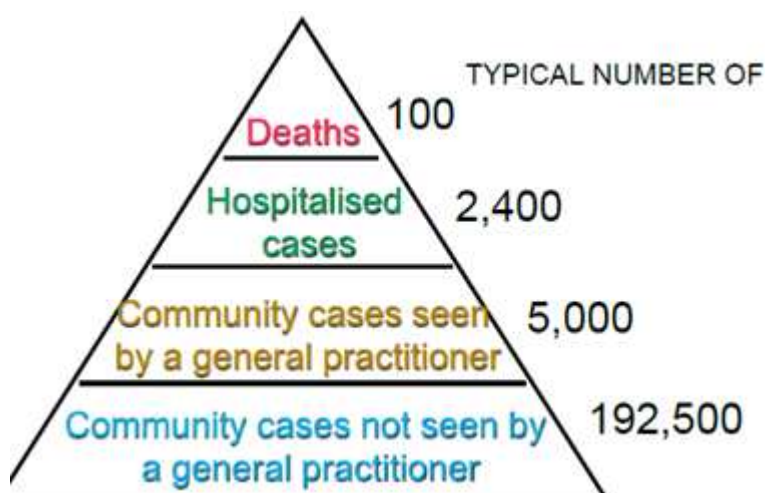 TYPICAL NUMBER OF
Deaths
100
Hospitalised
cases
2,400
Community cases seen
by a general practitioner
5,000
Community cases not seen by
a general practitioner
192,500